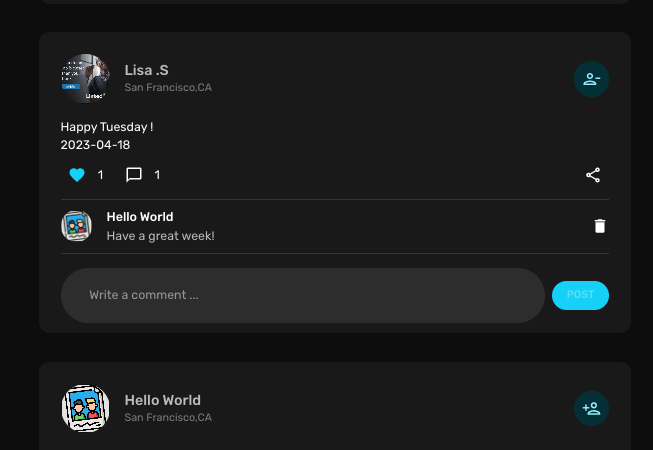 Lisa .S
San Francisco,CA
Happy Tuesday !
2023-04-18
1 1
Hello World
Have a great week!
Write a comment ...
POST
Hello World
San Francisco,CA